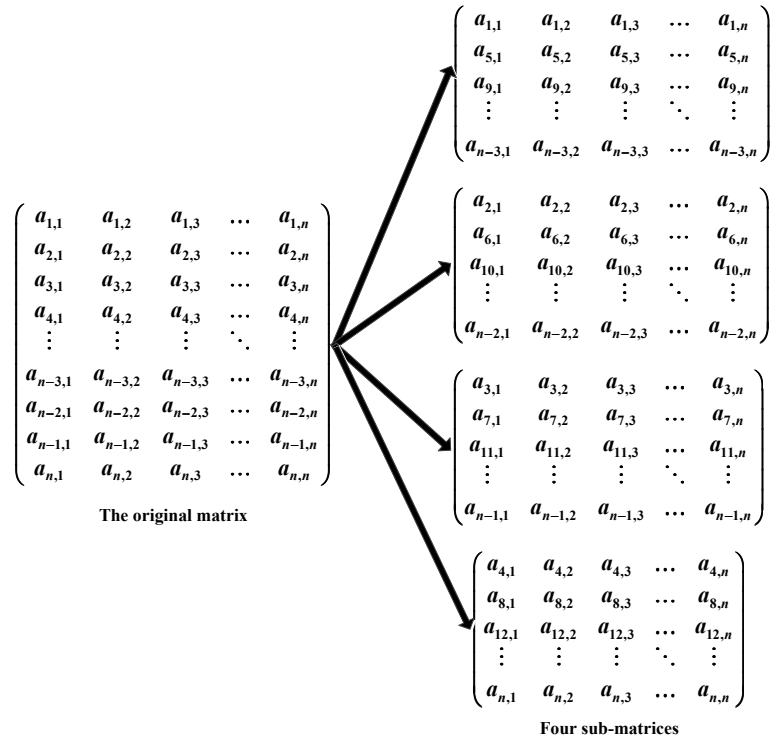 a1,1 a1,2 a1,3 ... a1,n
a2,1 a2,2 a2,3 ... a2,n
a3,1 a3,2 a3,3 ... a3,n
a4,1 a4,2 a4,3 ... a4,n
⋮ ⋮ ⋮ ⋱ ⋮
an−3,1 an−3,2 an−3,3 ... an−3,n
an−2,1 an−2,2 an−2,3 ... an−2,n
an−1,1 an−1,2 an−1,3 ... an−1,n
an,1 an,2 an,3 ... an,n
The original matrix
a1,1 a1,2 a1,3 ... a1,n
a5,1 a5,2 a5,3 ... a5,n
a9,1 a9,2 a9,3 ... a9,n
⋮ ⋮ ⋮ ⋱ ⋮
an−3,1 an−3,2 an−3,3 ... an−3,n
a2,1 a2,2 a2,3 ... a2,n
a6,1 a6,2 a6,3 ... a6,n
a10,1 a10,2 a10,3 ... a10,n
⋮ ⋮ ⋮ ⋱ ⋮
an−2,1 an−2,2 an−2,3 ... an−2,n
a3,1 a3,2 a3,3 ... a3,n
a7,1 a7,2 a7,3 ... a7,n
a11,1 a11,2 a11,3 ... a11,n
⋮ ⋮ ⋮ ⋱ ⋮
an−1,1 an−1,2 an−1,3 ... an−1,n
a4,1 a4,2 a4,3 ... a4,n
a8,1 a8,2 a8,3 ... a8,n
a12,1 a12,2 a12,3 ... a12,n
⋮ ⋮ ⋮ ⋱ ⋮
an,1 an,2 an,3 ... an,n
Four sub-matrices